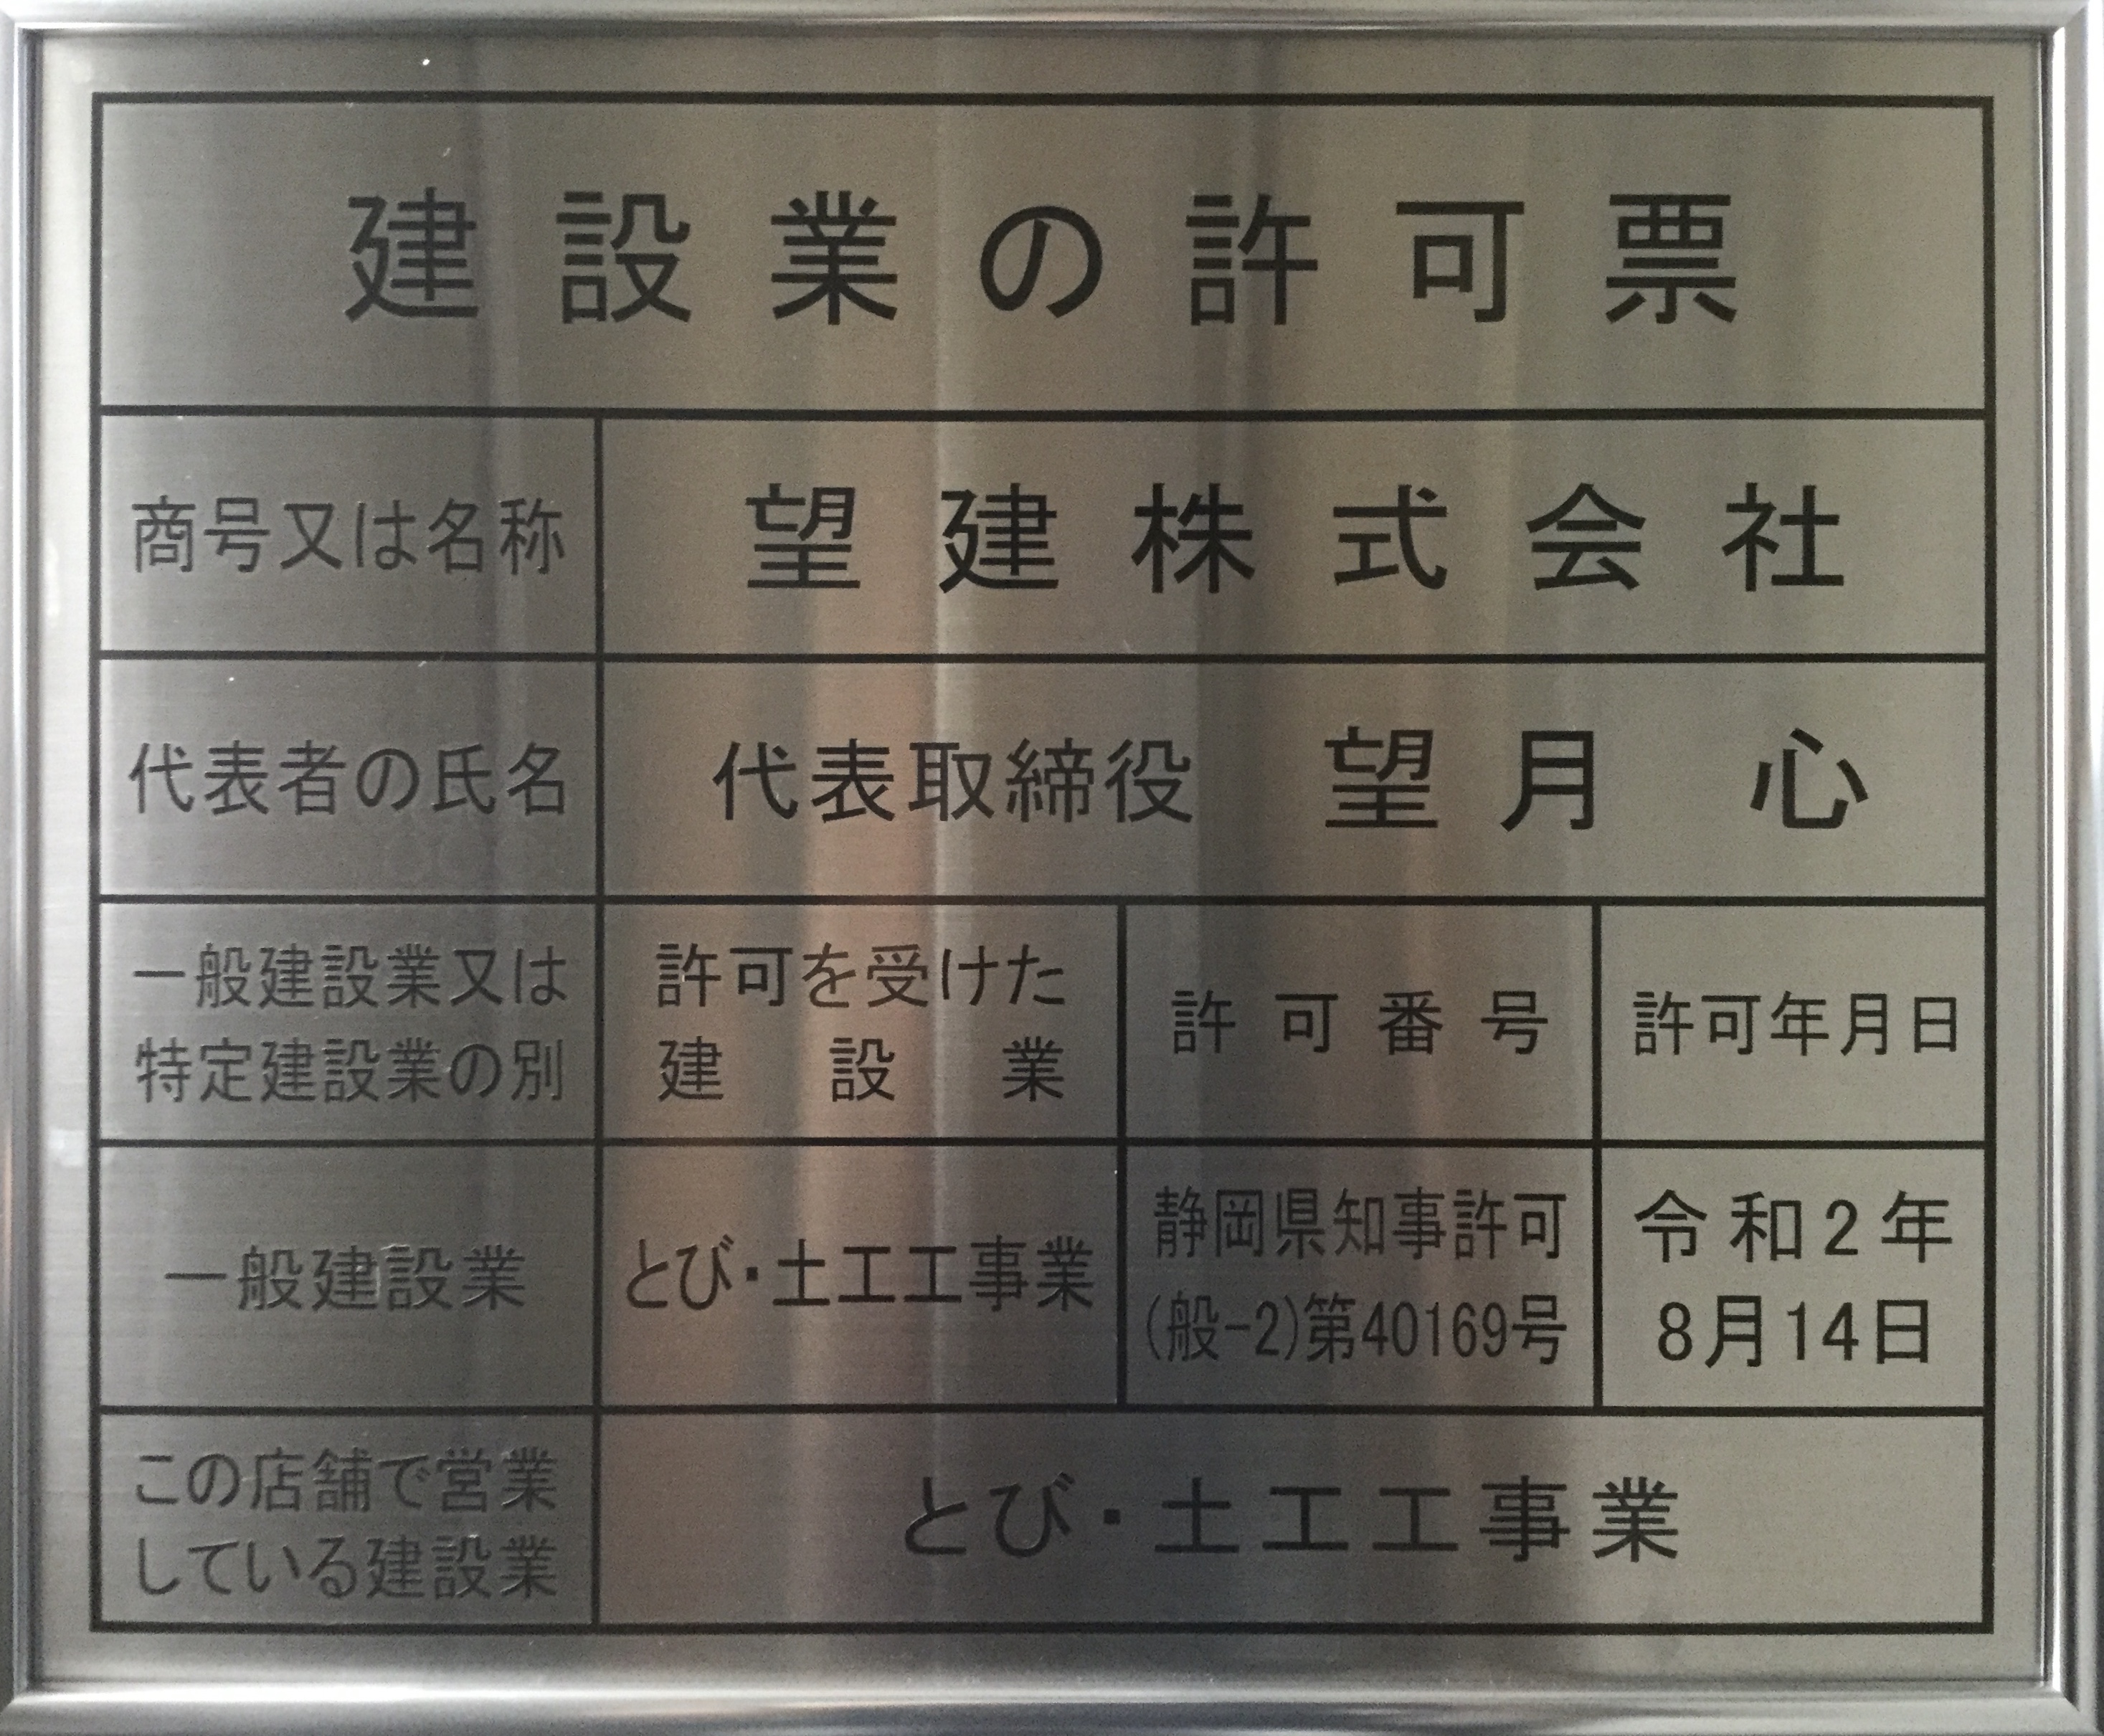 建設業の許可票
商号又は名称
望建株式会社
代表者の氏名
代表取締役 望月 心
一般建設業又は
特定建設業の別
許可を受けた
建設業
許可番号
許可年月日
一般建設業
とび・土工工事業
静岡県知事許可
(般-2)第40169号
令和2年
8月14日
この店舗で営業
している建設業
とび・土工工事業